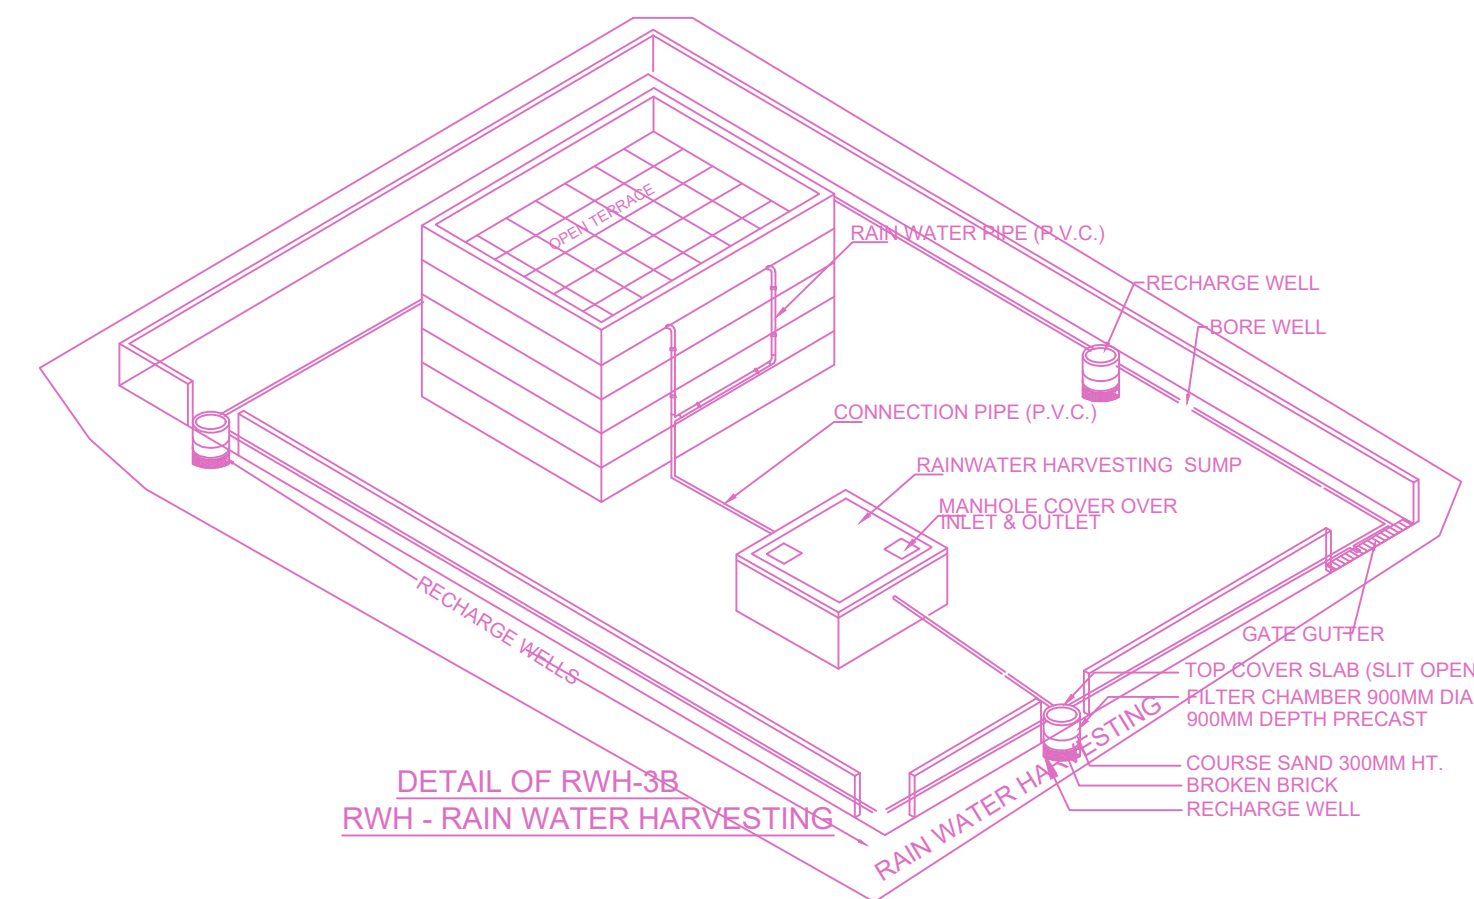 OPEN TERRACE
RAIN WATER PIPE (P.V.C.)
RECHARGE WELL
BORE WELL
CONNECTION PIPE (P.V.C.)
RAINWATER HARVESTING SUMP
MANHOLE COVER OVER
INLET & OUTLET
RECHARGE WELLS
GATE GUTTER
TOP COVER SLAB (SLIT OPEN
FILTER CHAMBER 900MM DIA
900MM DEPTH PRECAST
COURSE SAND 300MM HT.
BROKEN BRICK
RECHARGE WELL
RAIN WATER HARVESTING
DETAIL OF RWH-3B
RWH - RAIN WATER HARVESTING